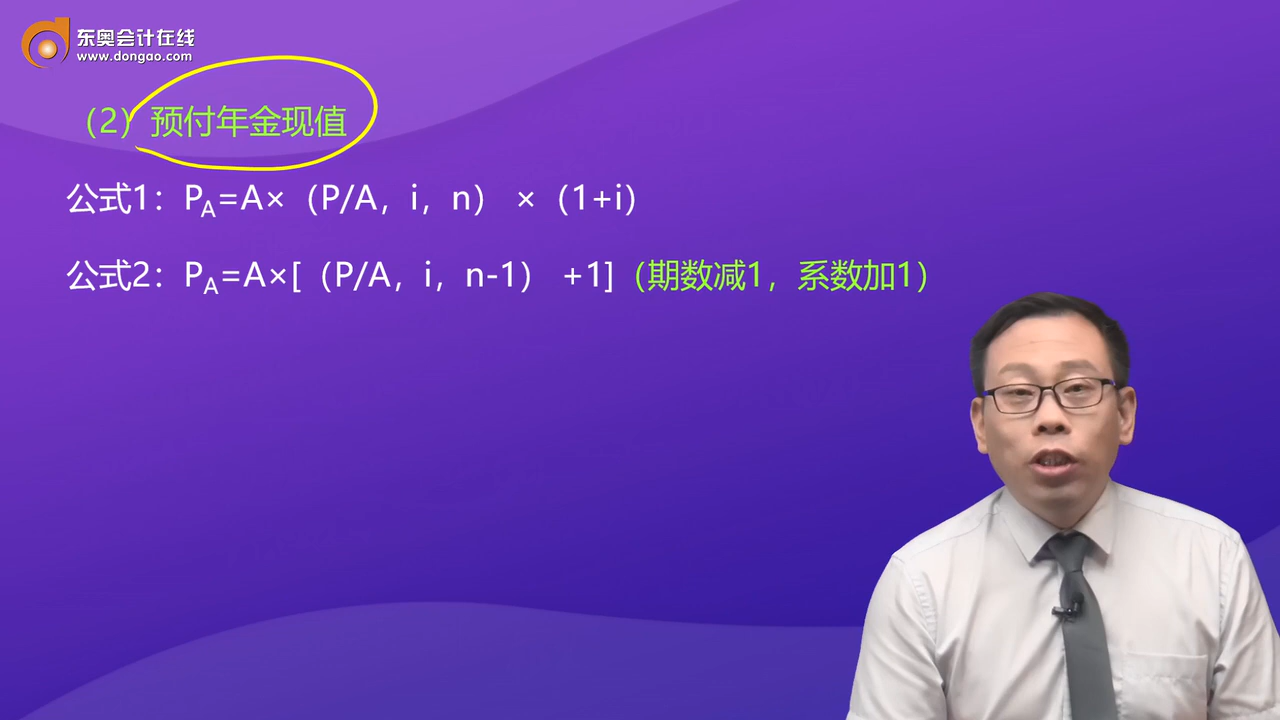 东奥会计在线
www.dongao.com
（2）预付年金现值
公式1：PA=A×（P/A，i，n） ×（1+i）
公式2：PA=A×[（P/A，i，n-1） +1]（期数减1，系数加1）